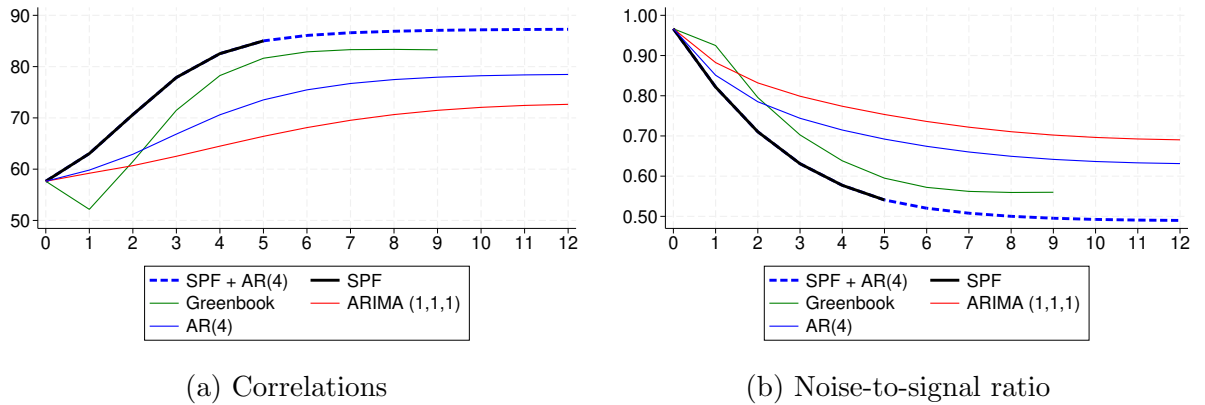 90
80
70
60
50
0 1 2 3 4 5 6 7 8 9 10 11 12
SPF + AR(4) SPF
Greenbook ARIMA (1,1,1)
AR(4)
(a) Correlations
1.00
0.90
0.80
0.70
0.60
0.50
0 1 2 3 4 5 6 7 8 9 10 11 12
SPF + AR(4) SPF
Greenbook ARIMA (1,1,1)
AR(4)
(b) Noise-to-signal ratio